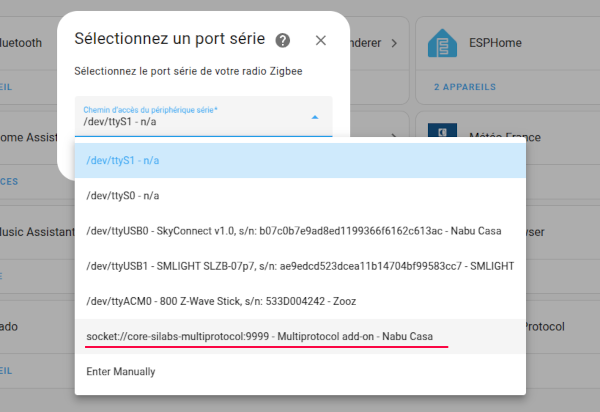 Sélectionnez un port série
Sélectionnez le port série de votre radio Zigbee
Chemin d'accès du périphérique série*
/dev/ttyS1 - n/a
/dev/ttyS1 - n/a
/dev/ttyS0 - n/a
/dev/ttyUSB0 - SkyConnect v1.0, s/n: b07c0b7e9ad8ed1199366f6162c613ac - Nabu Casa
/dev/ttyUSB1 - SMLIGHT SLZB-07p7, s/n: ae9edcd523dcea11b14704bf99583cc7 - SMLIGHT
/dev/ttyACM0 - 800 Z-Wave Stick, s/n: 533D004242 - Zooz
socket://core-silabs-multiprotocol:9999 - Multiprotocol add-on - Nabu Casa
Enter Manually
luetooth
nderer
ESPHome
EIL
2 APPAREILS
ome Assist
Météo France
CES
usic Assistant
wser
ado
Protocol
EIL